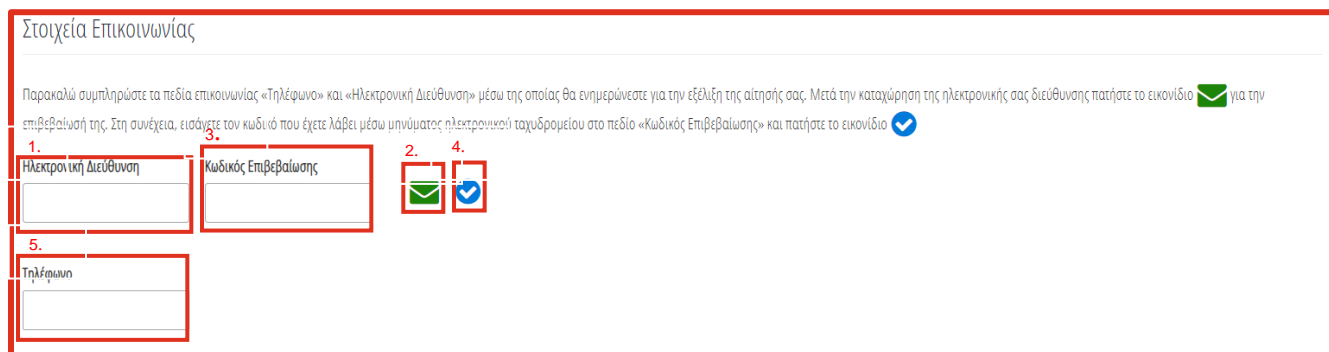 Στοιχεία Επικοινωνίας
Παρακαλώ συμπληρώστε τα πεδία επικοινωνίας «Τηλέφωνο» και «Ηλεκτρονική Διεύθυνση» μέσω της οποίας θα ενημερώνεστε για την εξέλιξη της αίτησής σας. Μετά την καταχώρηση της ηλεκτρονικής σας διεύθυνσης πατήστε το εικονίδιο για την
επιβεβαίωσή της. Στη συνέχεια, εισάγετε τον κωδικό που έχετε λάβει μέσω μηνύματος ηλεκτρονικού ταχυδρομείου στο πεδίο «Κωδικός Επιβεβαίωσης» και πατήστε το εικονίδιο
1. 3. 2. 4.
Ηλεκτρονική Διεύθυνση Κωδικός Επιβεβαίωσης
5.
Τηλέφωνο